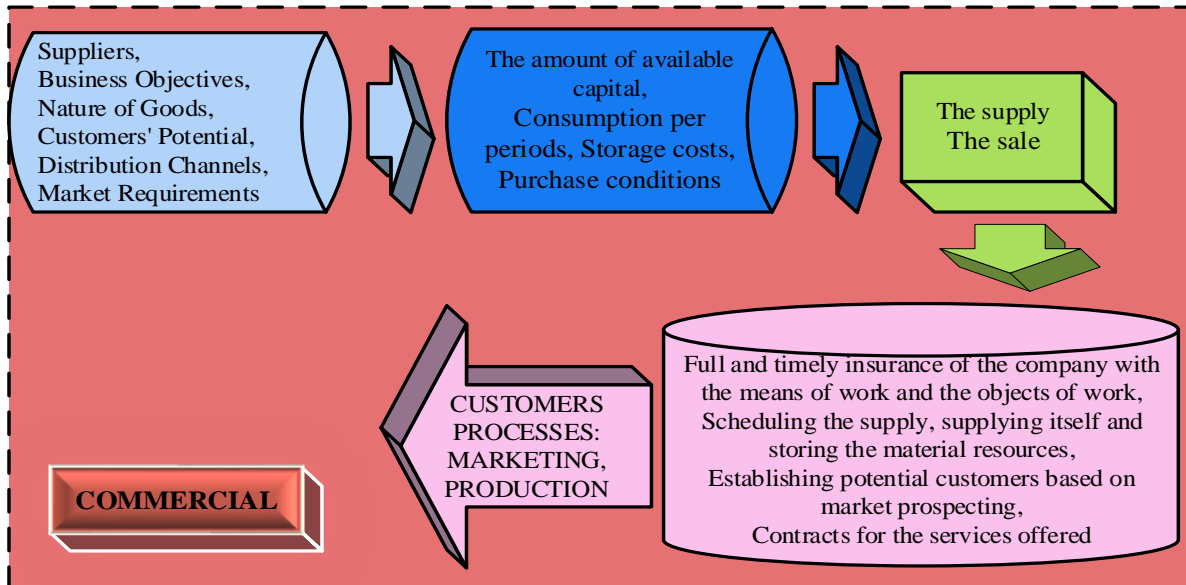 Suppliers,
Business Objectives,
Nature of Goods,
Customers' Potential,
Distribution Channels,
Market Requirements
The amount of available
capital,
Consumption per
periods, Storage costs,
Purchase conditions
The supply
The sale
Full and timely insurance of the company with
the means of work and the objects of work,
Scheduling the supply, supplying itself and
storing the material resources,
Establishing potential customers based on
market prospecting,
Contracts for the services offered
CUSTOMERS
PROCESSES:
MARKETING,
PRODUCTION
COMMERCIAL